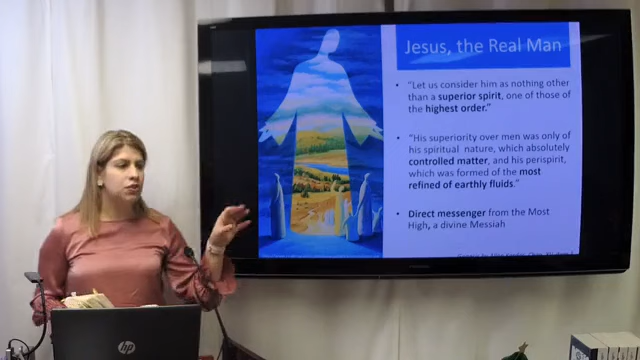 Jesus, the Real Man
• "Let us consider him as nothing other
than a superior spirit, one of those of
the highest order."
• "His superiority over men was only of
his spiritual nature, which absolutely
controlled matter, and his perispirit,
which was formed of the most
refined of earthly fluids."
• Direct messenger from the Most
High, a divine Messiah
hp